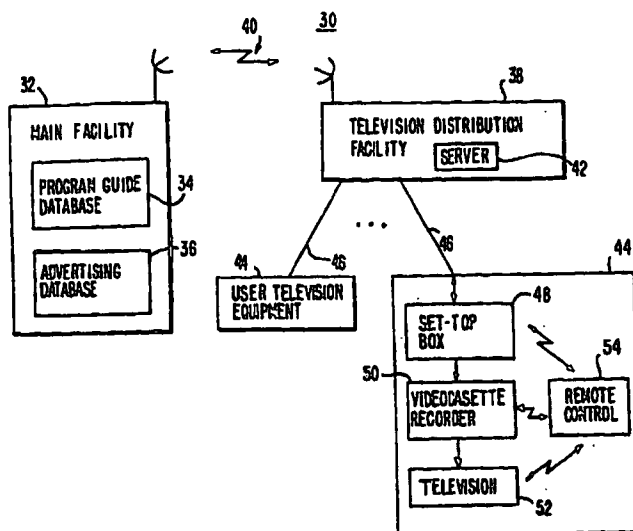 30
40
32
MAIN FACILITY
PROGRAM GUIDE
DATABASE
34
ADVERTISING
DATABASE
36
38
TELEVISION DISTRIBUTION
FACILITY
SERVER
42
...
46
46
44
USER TELEVISION
EQUIPMENT
44
48
SET-TOP
BOX
50
VIDEOCASETTE
RECORDER
54
REMOTE
CONTROL
TELEVISION
52